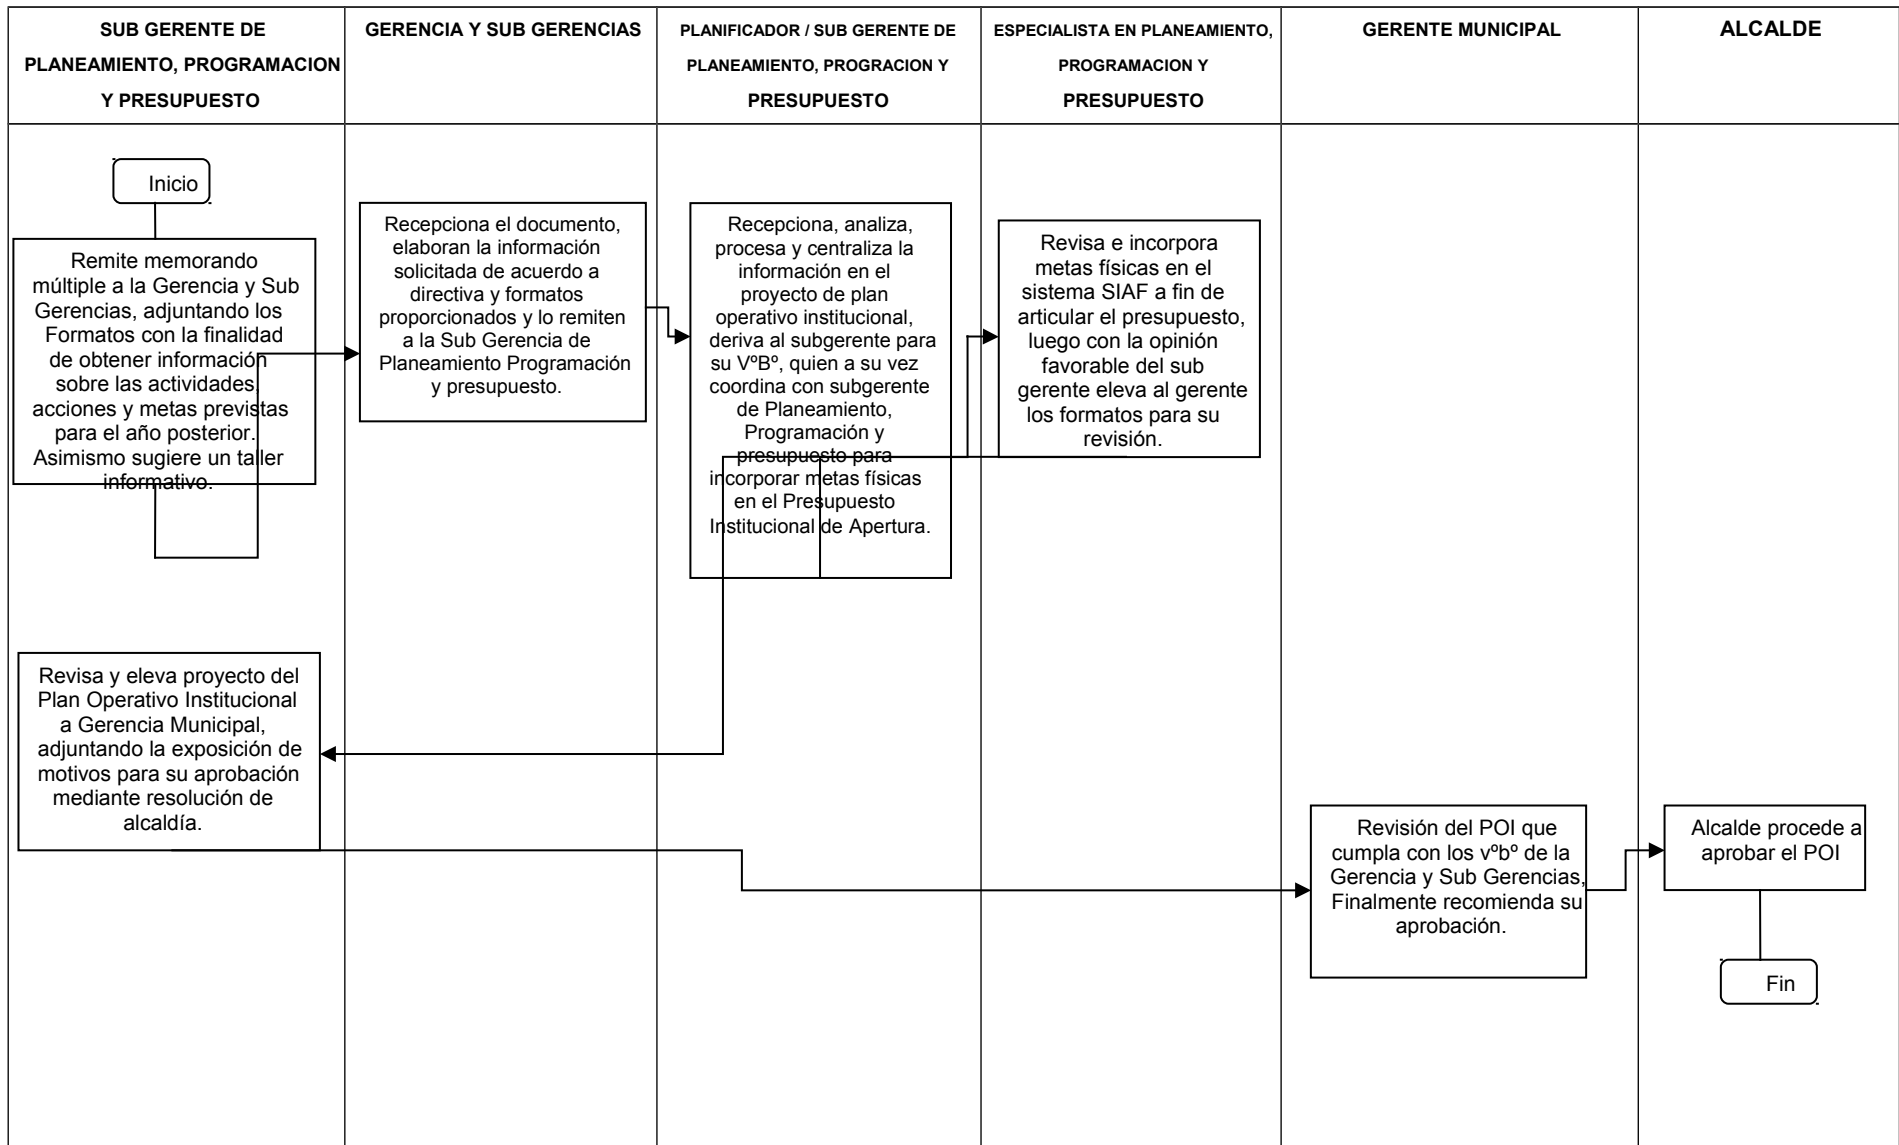 SUB GERENTE DE
PLANEAMIENTO, PROGRAMACION
Y PRESUPUESTO
GERENCIA Y SUB GERENCIAS
PLANIFICADOR / SUB GERENTE DE
PLANEAMIENTO, PROGRACION Y
PRESUPUESTO
ESPECIALISTA EN PLANEAMIENTO,
PROGRAMACION Y
PRESUPUESTO
GERENTE MUNICIPAL
ALCALDE
Inicio
Remite memorando
múltiple a la Gerencia y Sub
Gerencias, adjuntando los
Formatos con la finalidad
de obtener información
sobre las actividades,
acciones y metas previstas
para el año posterior.
Asimismo sugiere un taller
informativo.
Recepciona el documento,
elaboran la información
solicitada de acuerdo a
directiva y formatos
proporcionados y lo remiten
a la Sub Gerencia de
Planeamiento Programación
y presupuesto.
Recepciona, analiza,
procesa y centraliza la
información en el
proyecto de plan
operativo institucional,
deriva al subgerente para
su VºBº, quien a su vez
coordina con subgerente
de Planeamiento,
Programación y
presupuesto para
incorporar metas físicas
en el Presupuesto
Institucional de Apertura.
Revisa e incorpora
metas físicas en el
sistema SIAF a fin de
articular el presupuesto,
luego con la opinión
favorable del sub
gerente eleva al gerente
los formatos para su
revisión.
Revisa y eleva proyecto del
Plan Operativo Institucional
a Gerencia Municipal,
adjuntando la exposición de
motivos para su aprobación
mediante resolución de
alcaldía.
Revisión del POI que
cumpla con los vºbº de la
Gerencia y Sub Gerencias,
Finalmente recomienda su
aprobación.
Alcalde procede a
aprobar el POI
Fin